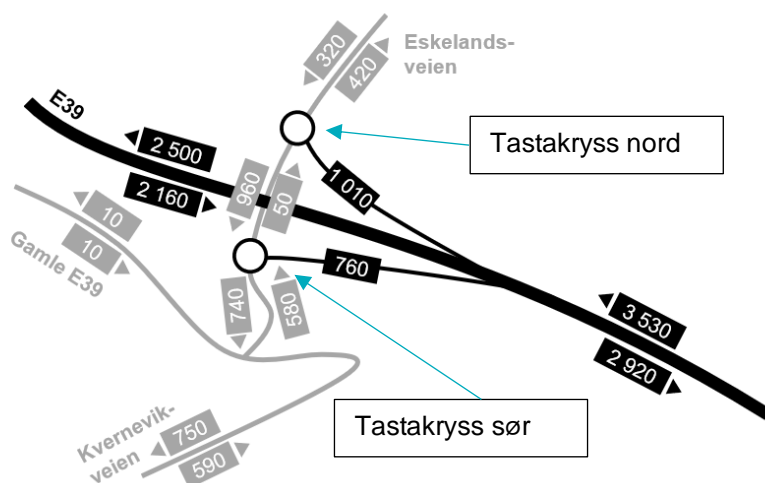 320
420
Eskelands-
veien
E39
2 500
2 160
Tastakryss nord
1 010
960
50
10
10
Gamle E39
760
740
580
3 530
2 920
Tastakryss sør
Kvernevik-
veien
750
590